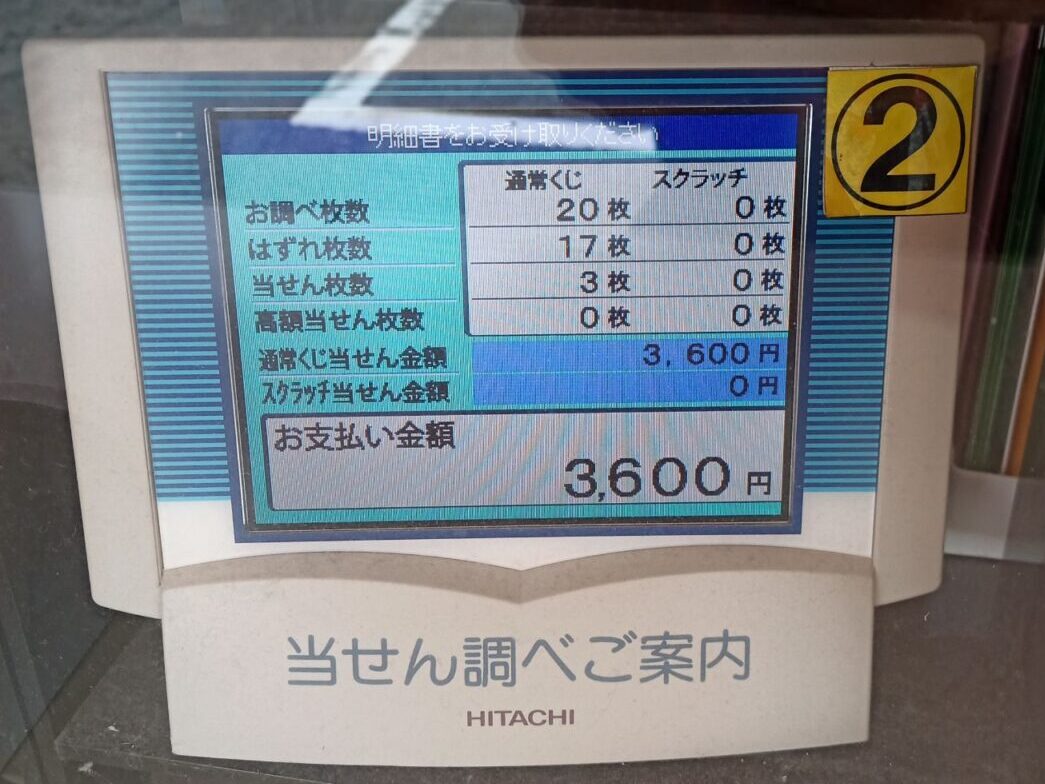 明細書をお受け取りください
②
通常くじ スクラッチ
お調べ枚数 20枚 0枚
はずれ枚数 17枚 0枚
当せん枚数 3枚 0枚
高額当せん枚数 0枚 0枚
通常くじ当せん金額 3,600円
スクラッチ当せん金額 0円
お支払い金額
3,600円
当せん調べご案内
HITACHI